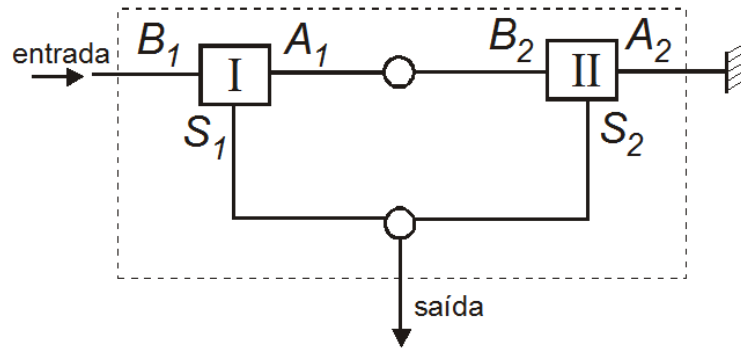 entrada
B₁
I
A₁
B₂
II
A₂
S₁
S₂
saída